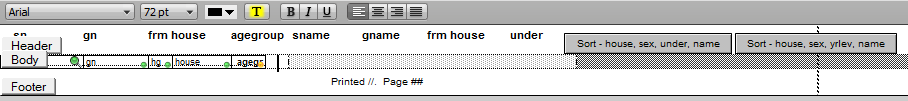 Arial 72 pt T B I U
sn gn frm house agegroup sname gname frm house under
Header Sort - house, sex, under, name Sort - house, sex, yrlev, name
Body gn hg house agegr
Printed //. Page ##
Footer